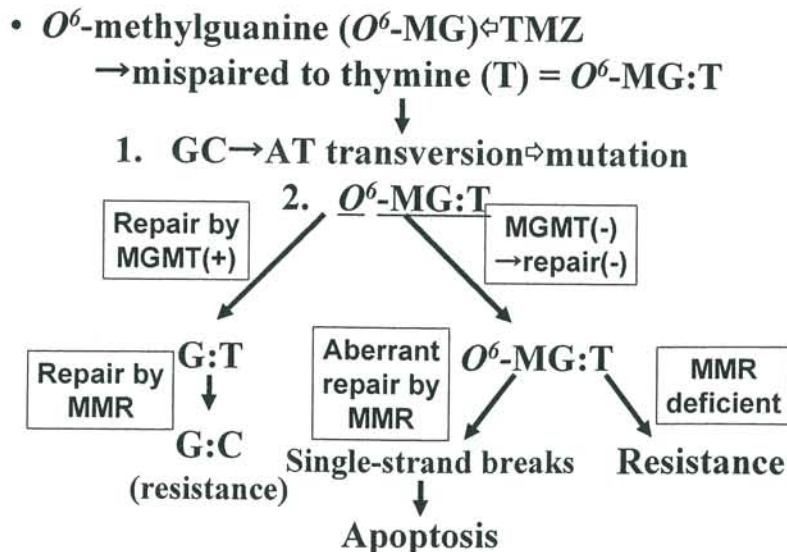 • O⁶-methylguanine (O⁶-MG)⇦TMZ
→mispaired to thymine (T) = O⁶-MG:T
1. GC→AT transversion⇨mutation
2. O⁶-MG:T
Repair by
MGMT(+)
MGMT(-)
→repair(-)
Repair by
MMR
G:T
G:C
(resistance)
Aberrant
repair by
MMR
O⁶-MG:T
MMR
deficient
Single-strand breaks
Resistance
Apoptosis